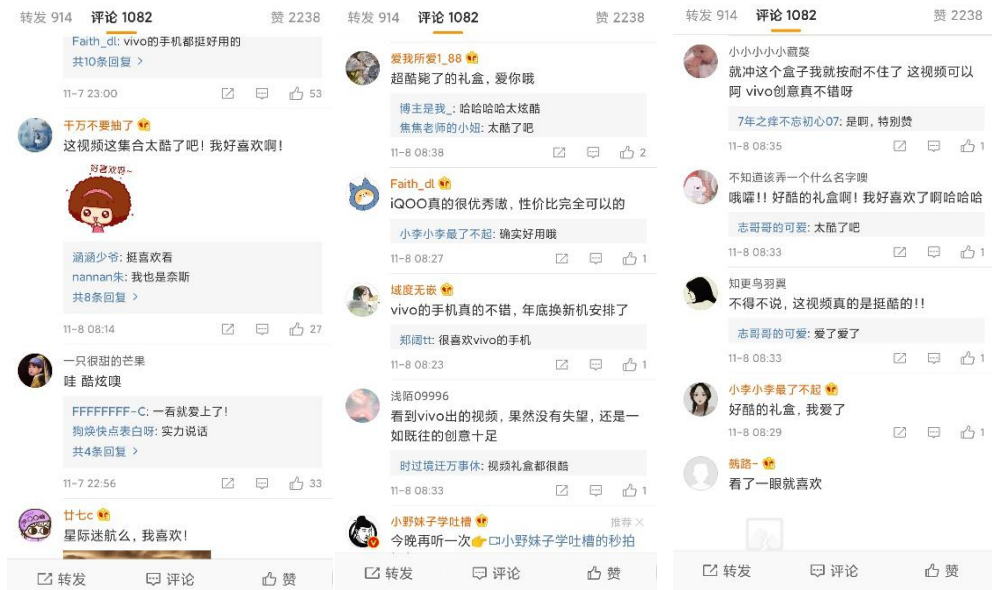 转发 914 评论 1082 赞 2238
Faith_dl: vivo的手机都挺好用的
共10条回复 >
11-7 23:00 53
千万不要抽了
这视频这集合太酷了吧！我好喜欢啊！
好喜欢呀~
涵涵少爷: 挺喜欢看
nannan朱: 我也是奈斯
共8条回复 >
11-8 08:14 27
一只很甜的芒果
哇 酷炫噢
FFFFFFFF-C: 一看就爱上了！
狗焕快点表白呀: 实力说话
共4条回复 >
11-7 22:56 33
廿七c
星际迷航么，我喜欢！
转发 评论 赞
转发 914 评论 1082 赞 2238
爱我所爱1_88
超酷毙了的礼盒，爱你哦
博主是我_: 哈哈哈哈太炫酷
焦焦老师的小妞: 太酷了吧
11-8 08:38 2
Faith_dl
iQOO真的很优秀嗷，性价比完全可以的
小李小李最了不起: 确实好用哦
11-8 08:27 1
域度无嵌
vivo的手机真的不错，年底换新机安排了
郑阔tt: 很喜欢vivo的手机
11-8 08:23 1
浅陌09996
看到vivo出的视频，果然没有失望，还是一
如既往的创意十足
时过境迁万事休: 视频礼盒都很酷
11-8 08:33 1
小野妹子学吐槽 推荐 ×
今晚再听一次👉小野妹子学吐槽的秒拍
转发 评论 赞
转发 914 评论 1082 赞 2238
小小小小小藏獒
就冲这个盒子我就按耐不住了 这视频可以
阿 vivo创意真不错呀
7年之痒不忘初心07: 是啊，特别赞
11-8 08:35 1
不知道该弄一个什么名字噢
哦嚯!! 好酷的礼盒啊! 我好喜欢了啊哈哈哈
志哥哥的可爱: 太酷了吧
11-8 08:33 1
知更鸟羽翼
不得不说，这视频真的是挺酷的!!
志哥哥的可爱: 爱了爱了
11-8 08:33 1
小李小李最了不起
好酷的礼盒，我爱了
11-8 08:29 1
路-
看了一眼就喜欢
转发 评论 赞